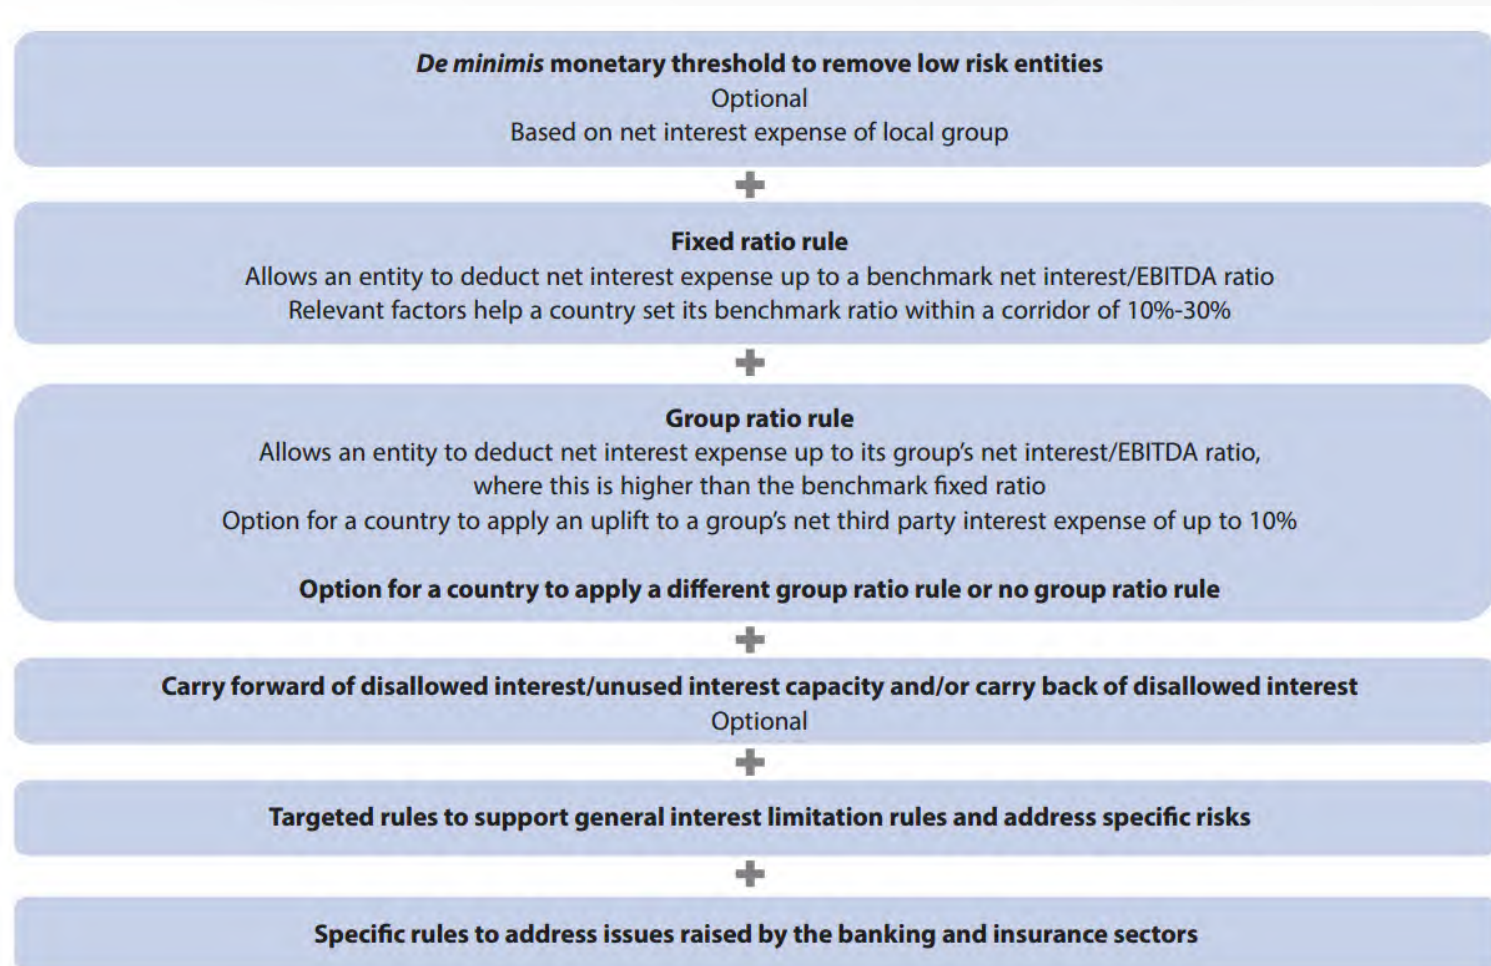 De minimis monetary threshold to remove low risk entities
Optional
Based on net interest expense of local group
+
Fixed ratio rule
Allows an entity to deduct net interest expense up to a benchmark net interest/EBITDA ratio
Relevant factors help a country set its benchmark ratio within a corridor of 10%-30%
+
Group ratio rule
Allows an entity to deduct net interest expense up to its group’s net interest/EBITDA ratio,
where this is higher than the benchmark fixed ratio
Option for a country to apply an uplift to a group’s net third party interest expense of up to 10%
Option for a country to apply a different group ratio rule or no group ratio rule
+
Carry forward of disallowed interest/unused interest capacity and/or carry back of disallowed interest
Optional
+
Targeted rules to support general interest limitation rules and address specific risks
+
Specific rules to address issues raised by the banking and insurance sectors